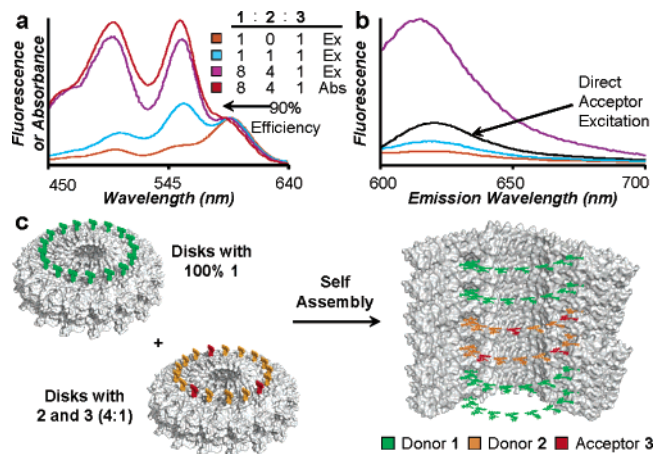 a
1 : 2 : 3
1 0 1 Ex
1 1 1 Ex
8 4 1 Ex
8 4 1 Abs
90%
Efficiency
Fluorescence
or Absorbance
450 545 640
Wavelength (nm)
b
Direct
Acceptor
Excitation
Fluorescence
600 650 700
Emission Wavelength (nm)
c
Disks with
100% 1
+
Disks with
2 and 3 (4:1)
Self
Assembly
Donor 1 Donor 2 Acceptor 3